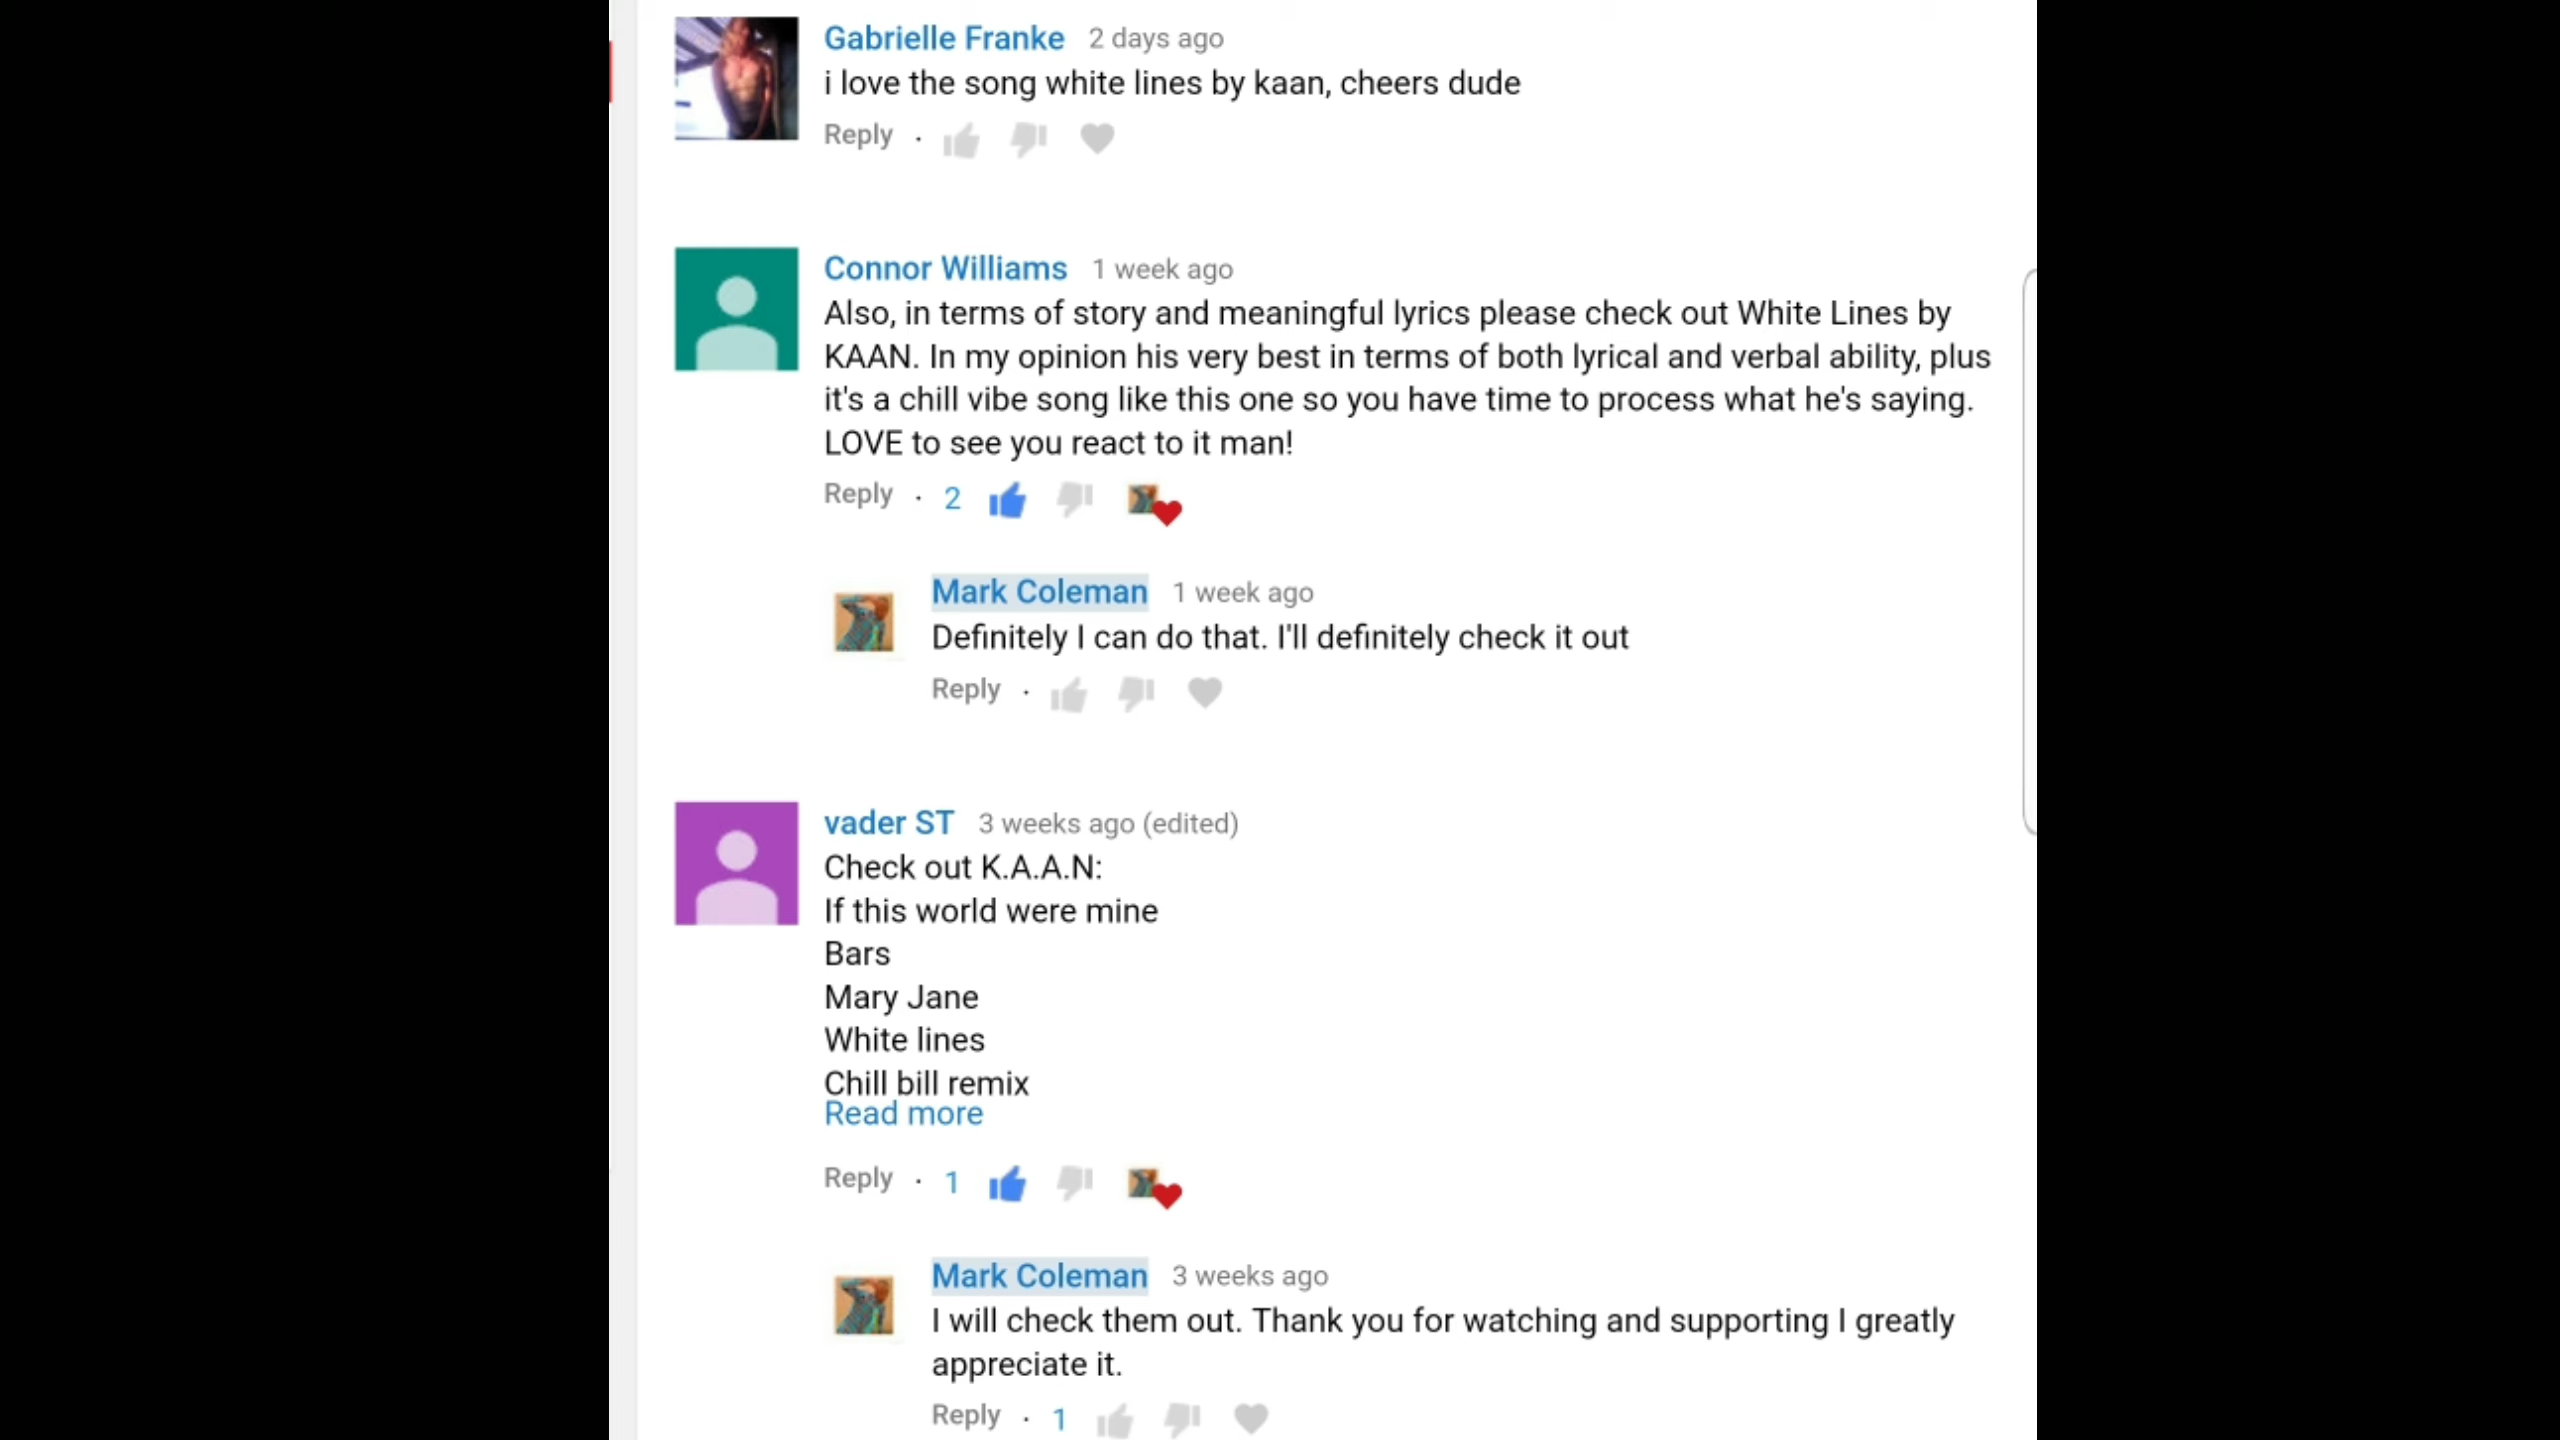 Gabrielle Franke 2 days ago
i love the song white lines by kaan, cheers dude
Reply ·
Connor Williams 1 week ago
Also, in terms of story and meaningful lyrics please check out White Lines by
KAAN. In my opinion his very best in terms of both lyrical and verbal ability, plus
it's a chill vibe song like this one so you have time to process what he's saying.
LOVE to see you react to it man!
Reply · 2
Mark Coleman 1 week ago
Definitely I can do that. I'll definitely check it out
Reply ·
vader ST 3 weeks ago (edited)
Check out K.A.A.N:
If this world were mine
Bars
Mary Jane
White lines
Chill bill remix
Read more
Reply · 1
Mark Coleman 3 weeks ago
I will check them out. Thank you for watching and supporting I greatly
appreciate it.
Reply · 1